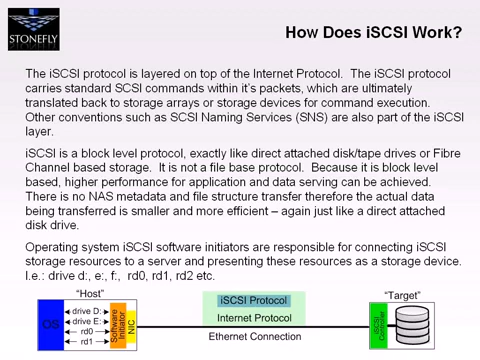 STONEFLY
How Does iSCSI Work?
The iSCSI protocol is layered on top of the Internet Protocol.  The iSCSI protocol
carries standard SCSI commands within it's packets, which are ultimately
translated back to storage arrays or storage devices for command execution.
Other conventions such as SCSI Naming Services (SNS) are also part of the iSCSI
layer.
iSCSI is a block level protocol, exactly like direct attached disk/tape drives or Fibre
Channel based storage.  It is not a file base protocol.  Because it is block level
based, higher performance for application and data serving can be achieved.
There is no NAS metadata and file structure transfer therefore the actual data
being transferred is smaller and more efficient – again just like a direct attached
disk drive.
Operating system iSCSI software initiators are responsible for connecting iSCSI
storage resources to a server and presenting these resources as a storage device.
I.e.: drive d:, e:, f:,  rd0, rd1, rd2 etc.
"Host"
OS
drive D:
drive E:
rd0
rd1
Software
Initiator
NIC
iSCSI Protocol
Internet Protocol
Ethernet Connection
"Target"
iSCSI
Controller